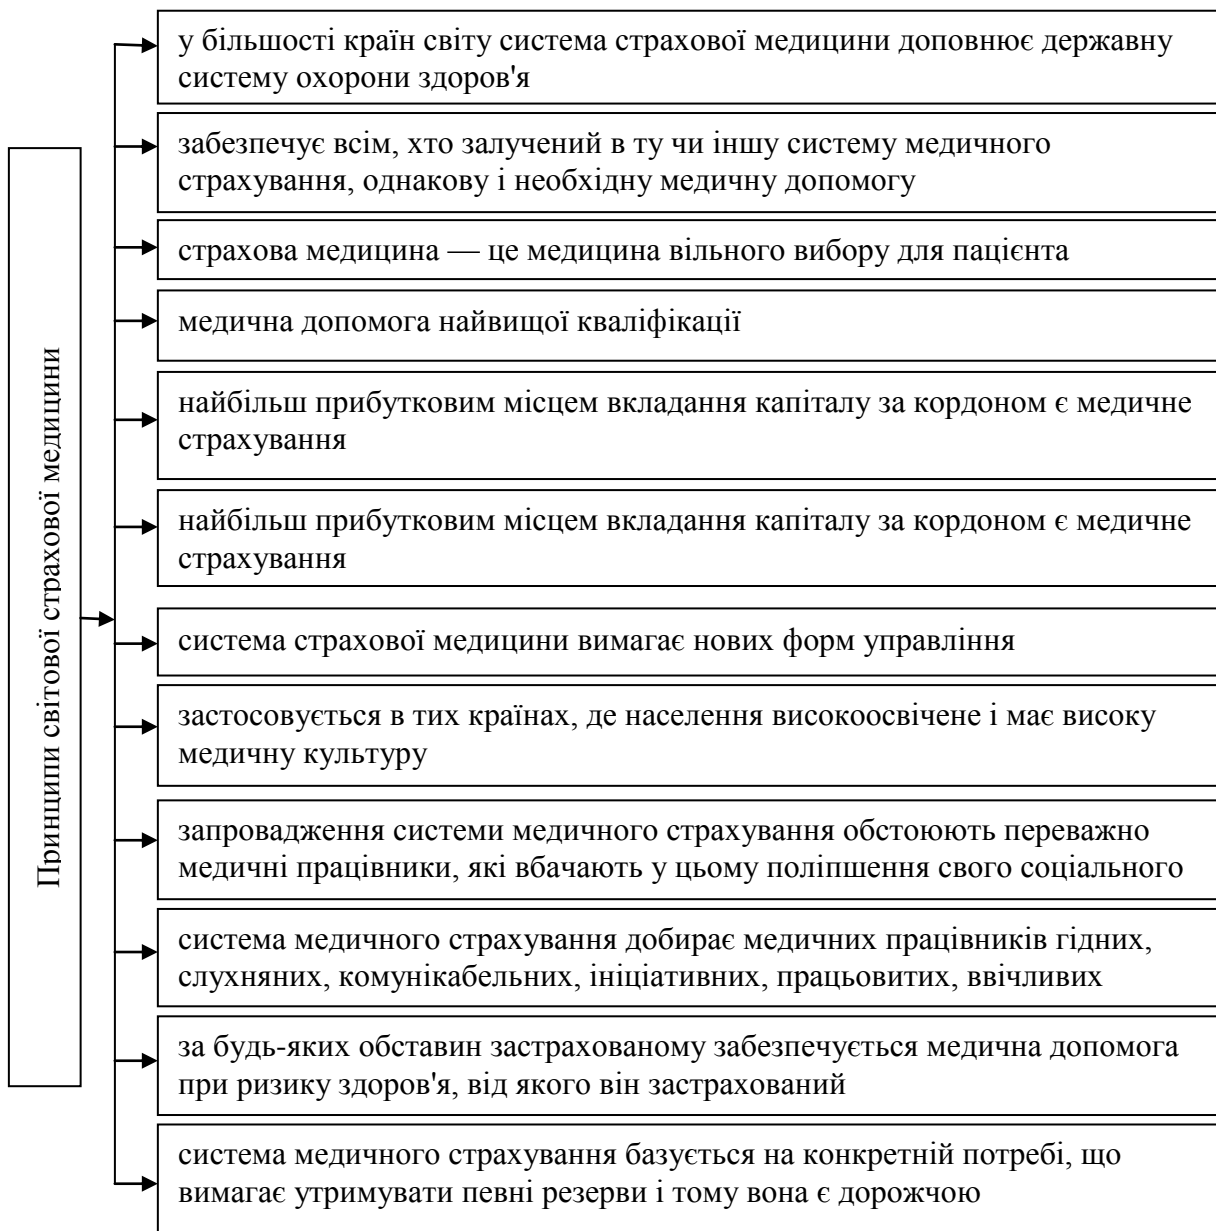 Принципи світової страхової медицини
у більшості країн світу система страхової медицини доповнює державну
систему охорони здоров'я
забезпечує всім, хто залучений в ту чи іншу систему медичного
страхування, однакову і необхідну медичну допомогу
страхова медицина — це медицина вільного вибору для пацієнта
медична допомога найвищої кваліфікації
найбільш прибутковим місцем вкладання капіталу за кордоном є медичне
страхування
найбільш прибутковим місцем вкладання капіталу за кордоном є медичне
страхування
система страхової медицини вимагає нових форм управління
застосовується в тих країнах, де населення високоосвічене і має високу
медичну культуру
запровадження системи медичного страхування обстоюють переважно
медичні працівники, які вбачають у цьому поліпшення свого соціального
система медичного страхування добирає медичних працівників гідних,
слухняних, комунікабельних, ініціативних, працьовитих, ввічливих
за будь-яких обставин застрахованому забезпечується медична допомога
при ризику здоров'я, від якого він застрахований
система медичного страхування базується на конкретній потребі, що
вимагає утримувати певні резерви і тому вона є дорожчою